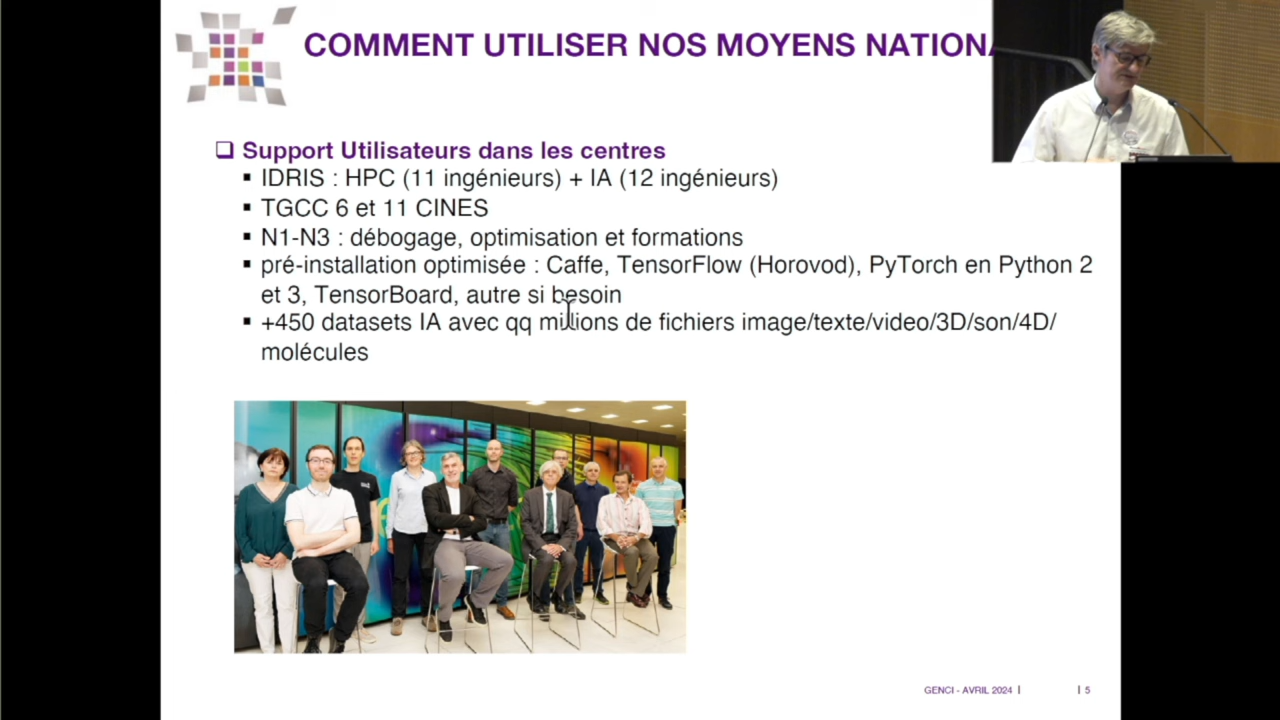 COMMENT UTILISER NOS MOYENS
Support Utilisateurs dans les centres
IDRIS : HPC (11 ingénieurs) + IA (12 ingénieurs)
TGCC 6 et 11 CINES
N1-N3 : débogage, optimisation et formations
pré-installation optimisée : Caffe, TensorFlow (Horovod), PyTorch en Python 2
et 3, TensorBoard, autre si besoin
+450 datasets IA avec qq millions de fichiers image/texte/video/3D/son/4D/
molécules
GENCI - AVRIL 2024 | | 5